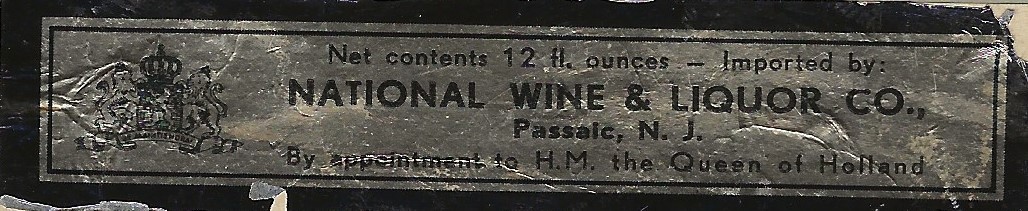 Net contents 12 fl. ounces – Imported by:
NATIONAL WINE & LIQUOR CO.,
Passaic, N. J.
By appointment to H.M. the Queen of Holland